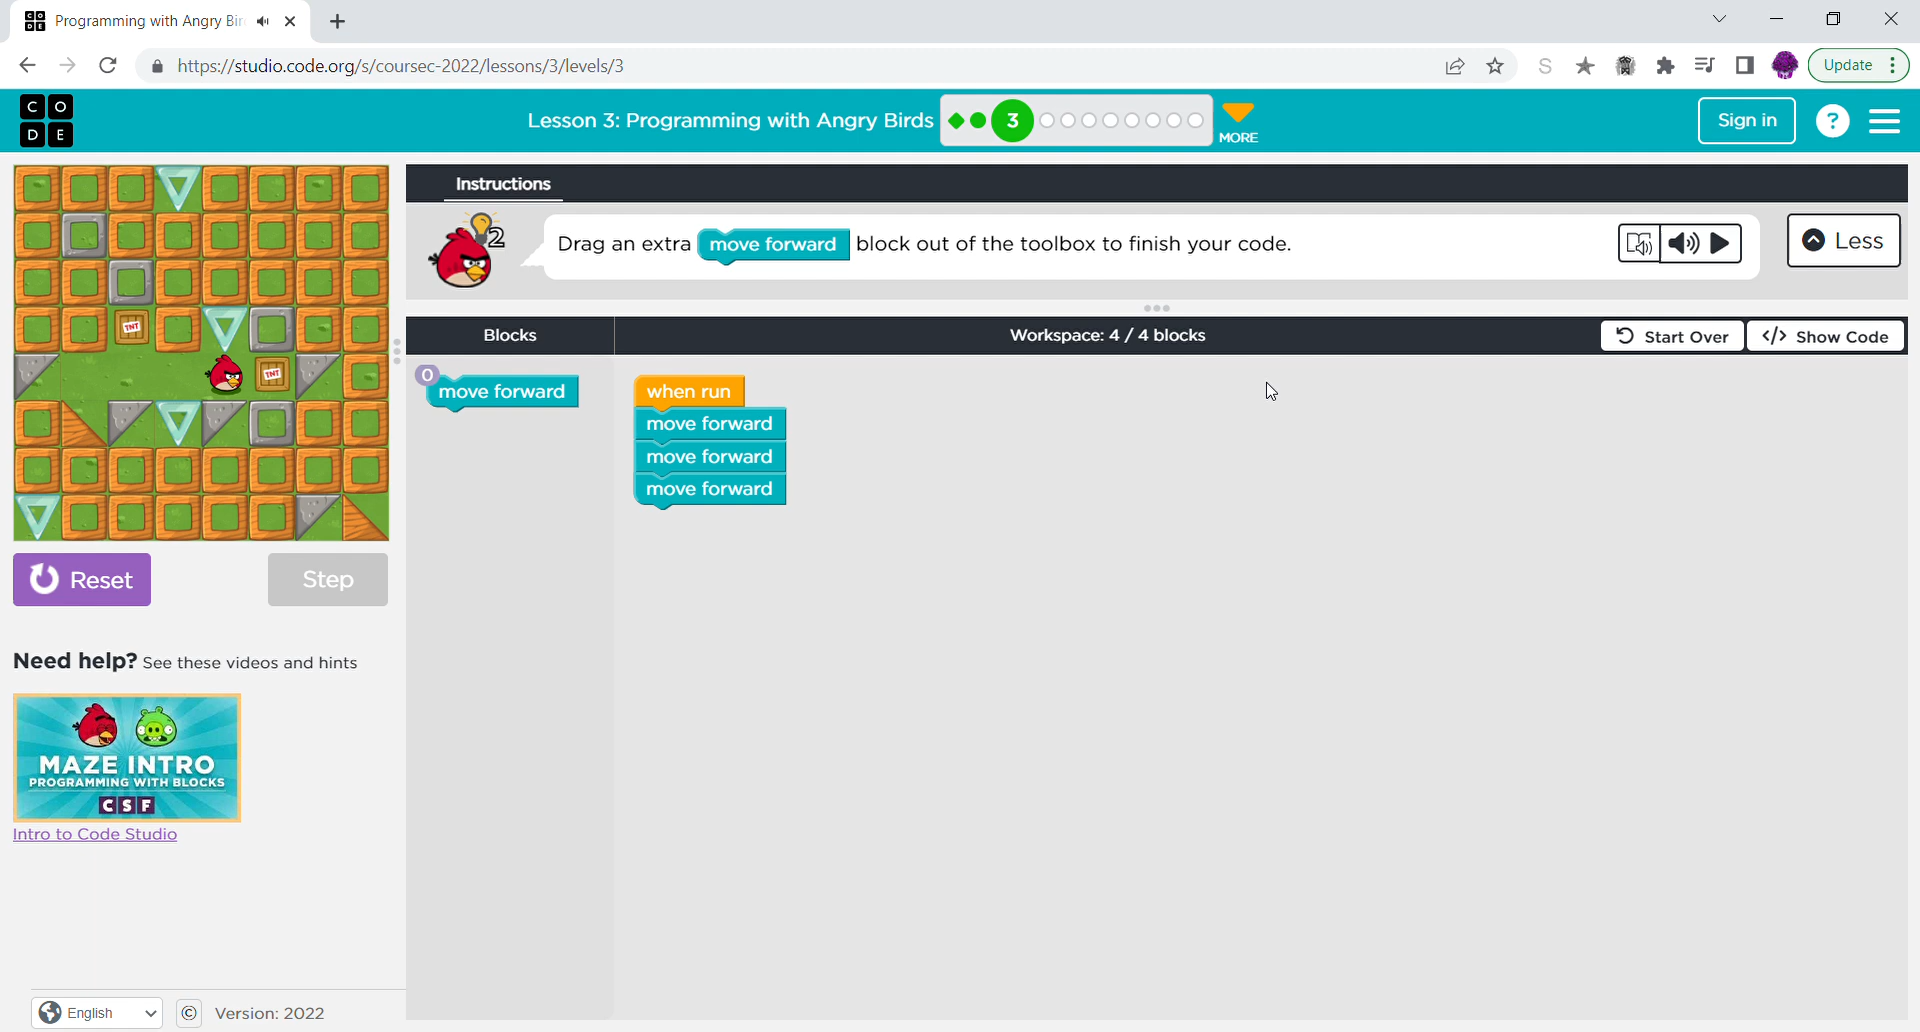 Programming with Angry Bir
https://studio.code.org/s/coursec-2022/lessons/3/levels/3
Update
C O
D E
Lesson 3: Programming with Angry Birds
3
MORE
Sign in
?
Instructions
2
Drag an extra move forward block out of the toolbox to finish your code.
Less
Blocks
Workspace: 4 / 4 blocks
Start Over
</> Show Code
0
move forward
when run
move forward
move forward
move forward
TNT
TNT
Reset
Step
Need help? See these videos and hints
MAZE INTRO
PROGRAMMING WITH BLOCKS
C S F
Intro to Code Studio
English
©
Version: 2022